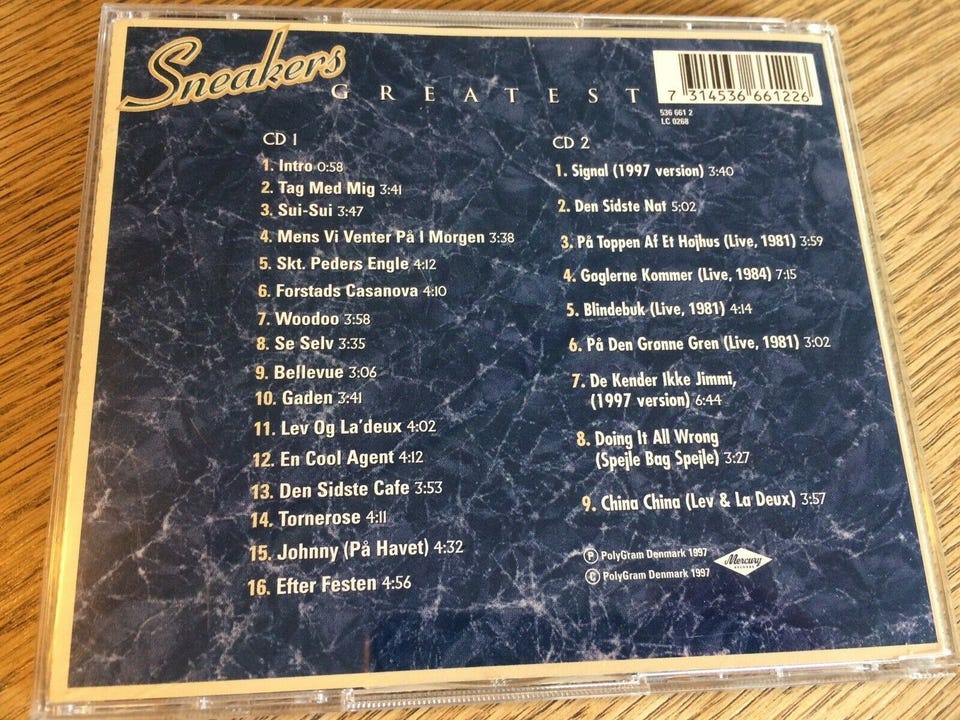 Sneakers
GREATEST
7 314536 661226
536 661 2
LC 0268
CD 1
1. Intro 0:58
2. Tag Med Mig 3:41
3. Sui-Sui 3:47
4. Mens Vi Venter På I Morgen 3:38
5. Skt. Peders Engle 4:12
6. Forstads Casanova 4:10
7. Woodoo 3:58
8. Se Selv 3:35
9. Bellevue 3:06
10. Gaden 3:41
11. Lev Og La'deux 4:02
12. En Cool Agent 4:12
13. Den Sidste Cafe 3:53
14. Tornerose 4:11
15. Johnny (På Havet) 4:32
16. Efter Festen 4:56
CD 2
1. Signal (1997 version) 3:40
2. Den Sidste Nat 5:02
3. På Toppen Af Et Højhus (Live, 1981) 3:59
4. Gøglerne Kommer (Live, 1984) 7:15
5. Blindebuk (Live, 1981) 4:14
6. På Den Grønne Gren (Live, 1981) 3:02
7. De Kender Ikke Jimmi,
(1997 version) 6:44
8. Doing It All Wrong
(Spejle Bag Spejle) 3:27
9. China China (Lev & La Deux) 3:57
Ⓟ PolyGram Denmark 1997
© PolyGram Denmark 1997
Mercury
RECORDS